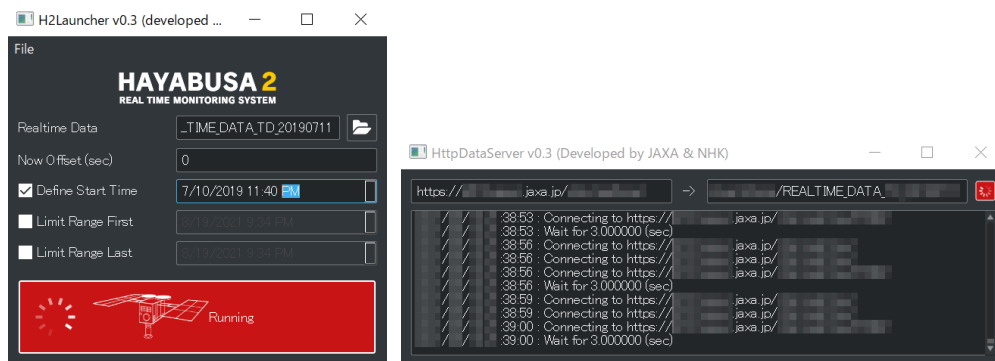 H2Launcher v0.3 (developed ...
File
HAYABUSA 2
REAL TIME MONITORING SYSTEM
Realtime Data
_TIME_DATA_TD_20190711
Now Offset (sec)
0
Define Start Time
7/10/2019 11:40 PM
Limit Range First
8/19/2021 9:34 PM
Limit Range Last
8/19/2021 9:34 PM
Running
HttpDataServer v0.3 (Developed by JAXA & NHK)
https:// .jaxa.jp/ -> /REALTIME_DATA_
/ / :38:53 : Connecting to https:// .jaxa.jp/
/ / :38:53 : Wait for 3.000000 (sec)
/ / :38:56 : Connecting to https:// .jaxa.jp/
/ / :38:56 : Connecting to https:// .jaxa.jp/
/ / :38:56 : Connecting to https:// .jaxa.jp/
/ / :38:56 : Wait for 3.000000 (sec)
/ / :38:59 : Connecting to https:// .jaxa.jp/
/ / :38:59 : Connecting to https:// .jaxa.jp/
/ / :39:00 : Connecting to https:// .jaxa.jp/
/ / :39:00 : Wait for 3.000000 (sec)